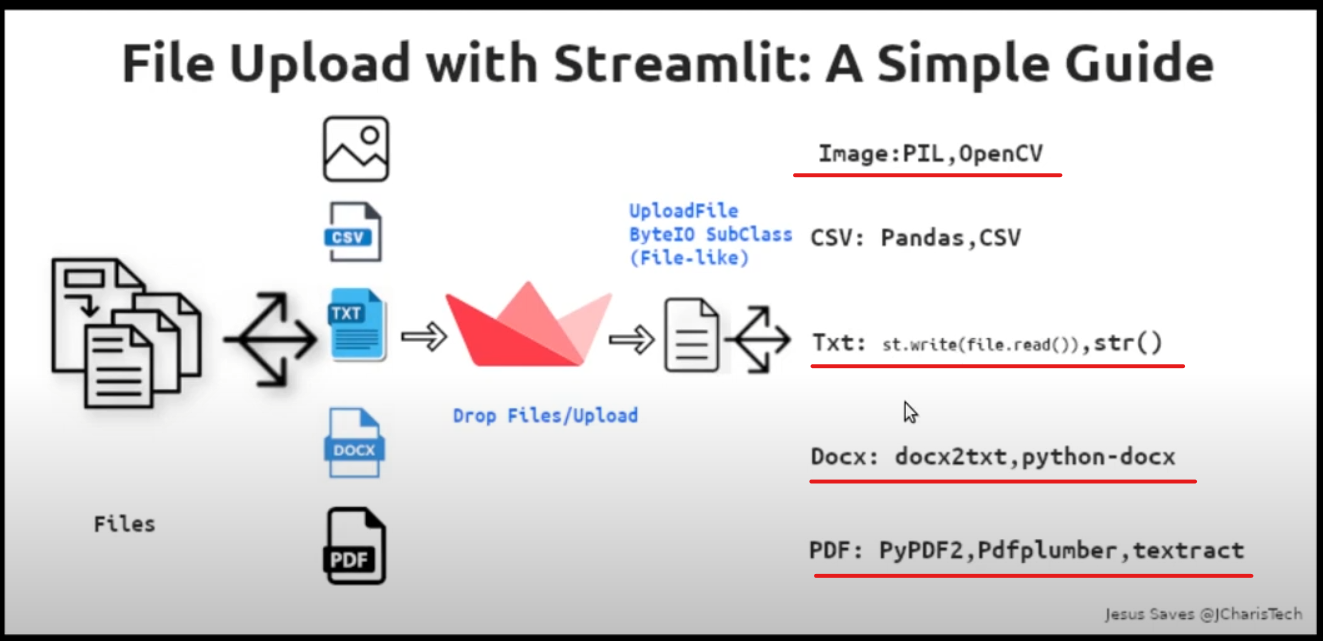 File Upload with Streamlit: A Simple Guide
Image:PIL,OpenCV
UploadFile
ByteIO SubClass
(File-like)
CSV
CSV: Pandas,CSV
TXT
Txt: st.write(file.read()),str()
Drop Files/Upload
DOCX
Docx: docx2txt,python-docx
Files
PDF
PDF: PyPDF2,Pdfplumber,textract
Jesus Saves @JCharisTech